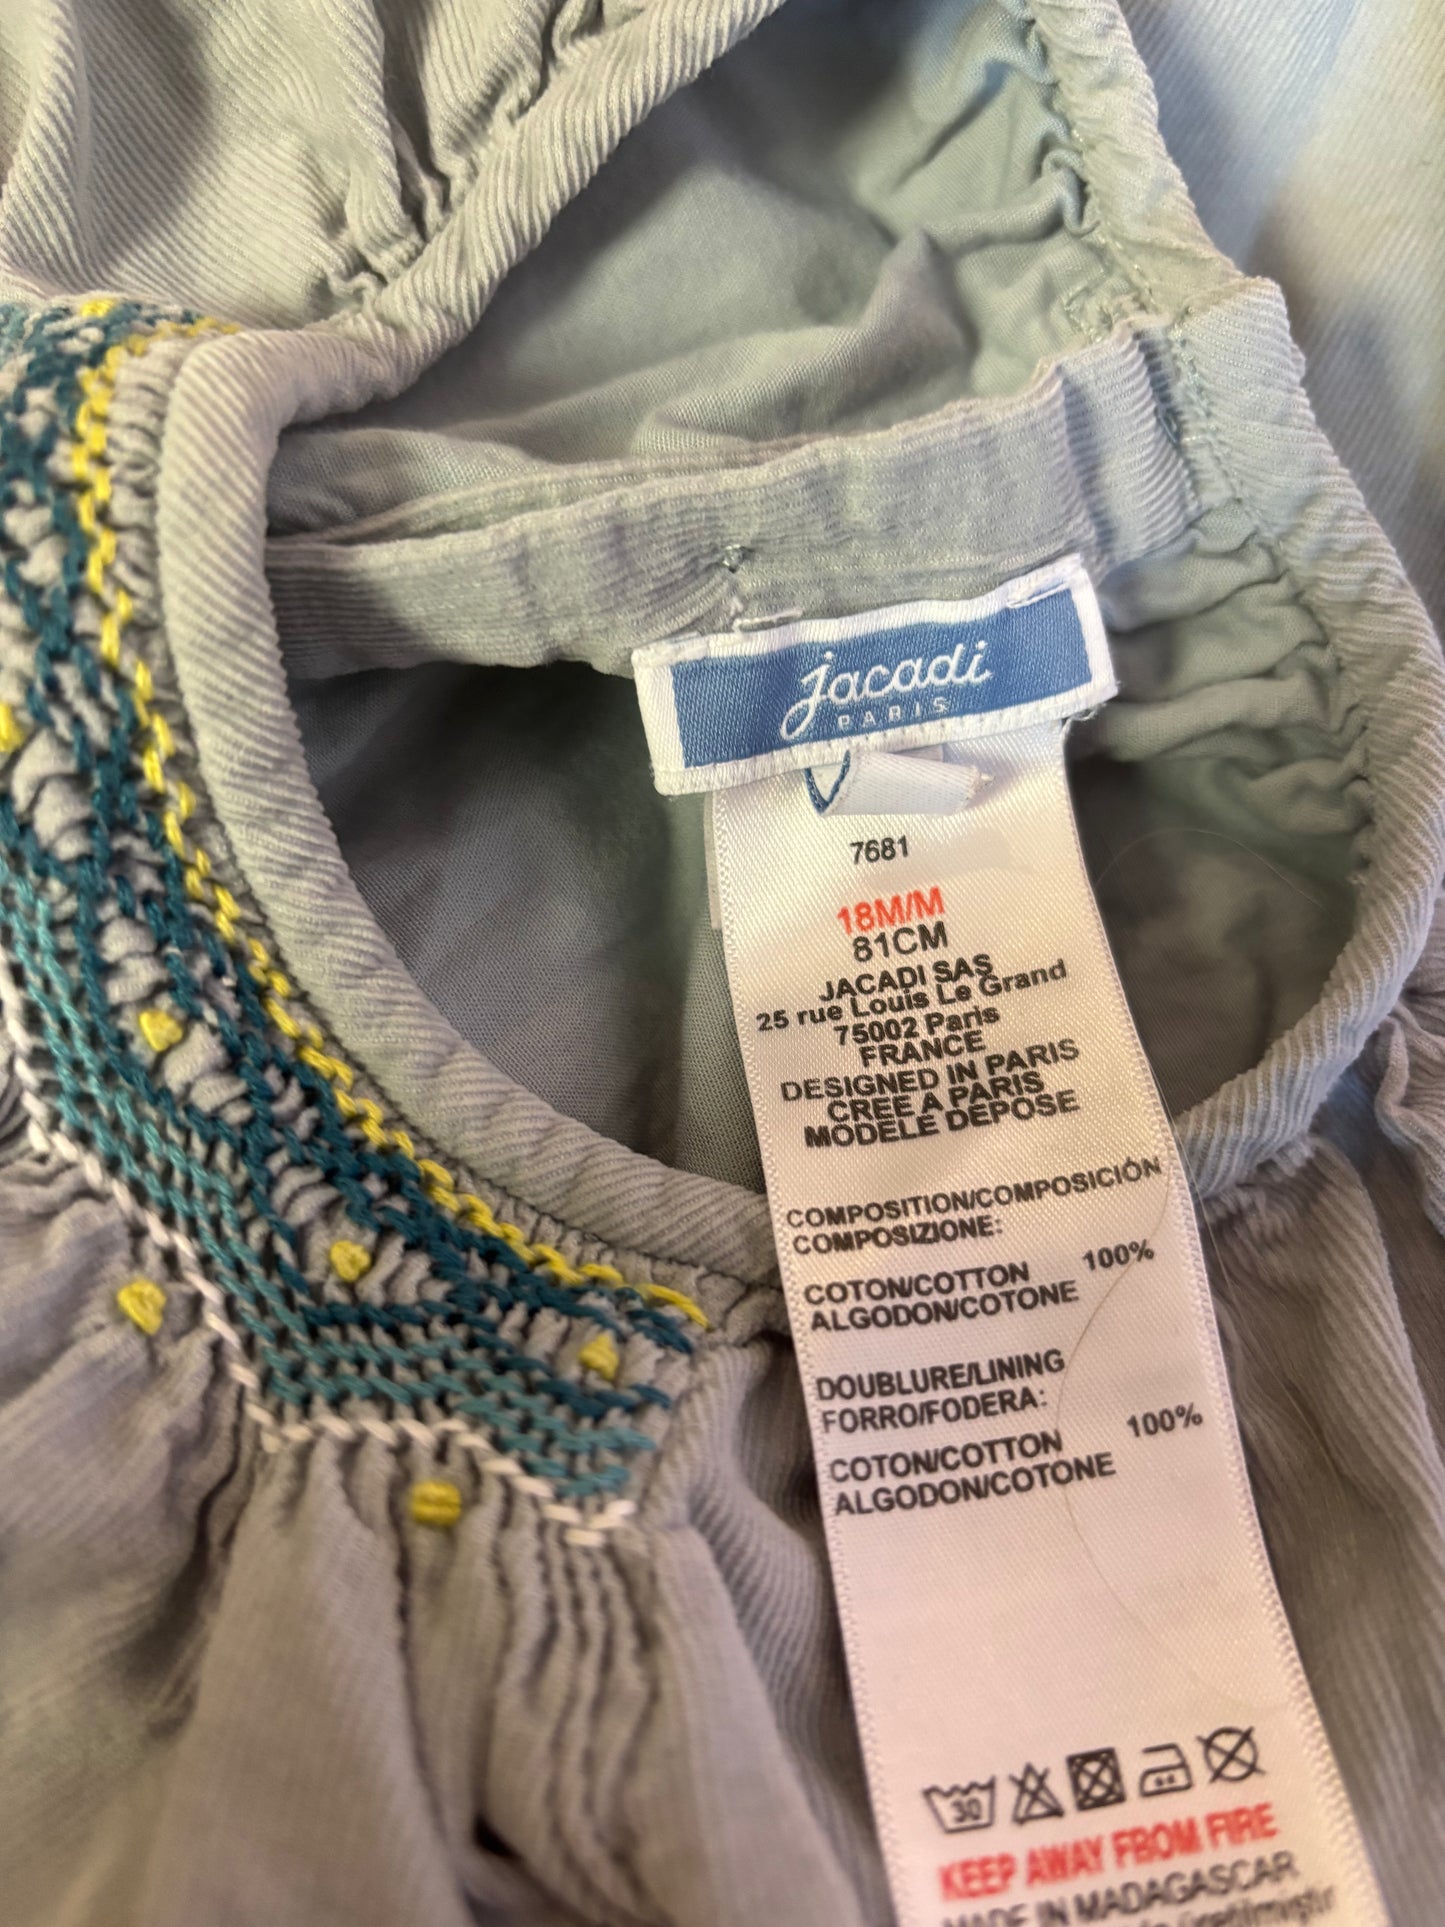 jacadi
PARIS
7681
18M/M
81CM
JACADI SAS
25 rue Louis Le Grand
75002 Paris
FRANCE
DESIGNED IN PARIS
CREE A PARIS
MODELE DEPOSE
COMPOSITION/COMPOSICIÓN
COMPOSIZIONE:
COTON/COTTON 100%
ALGODON/COTONE
DOUBLURE/LINING
FORRO/FODERA:
COTON/COTTON 100%
ALGODON/COTONE
30
KEEP AWAY FROM FIRE
MADE IN MADAGASCAR